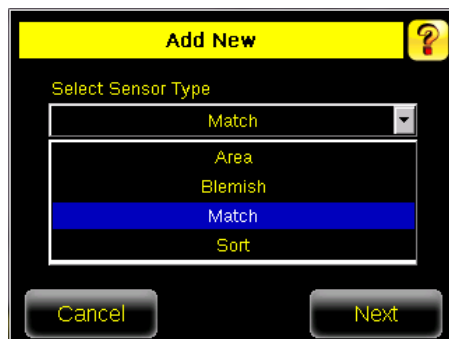 Add New
?
Select Sensor Type
Match
Area
Blemish
Match
Sort
Cancel
Next